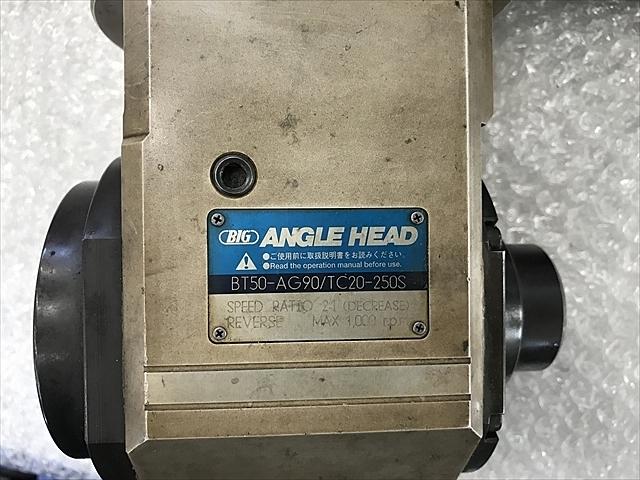 BIG ANGLE HEAD
●ご使用前に取扱説明書をお読みください。
●Read the operation manual before use.
BT50-AG90/TC20-250S
SPEED RATIO 2:1 (DECREASE)
REVERSE MAX 1,000 rpm